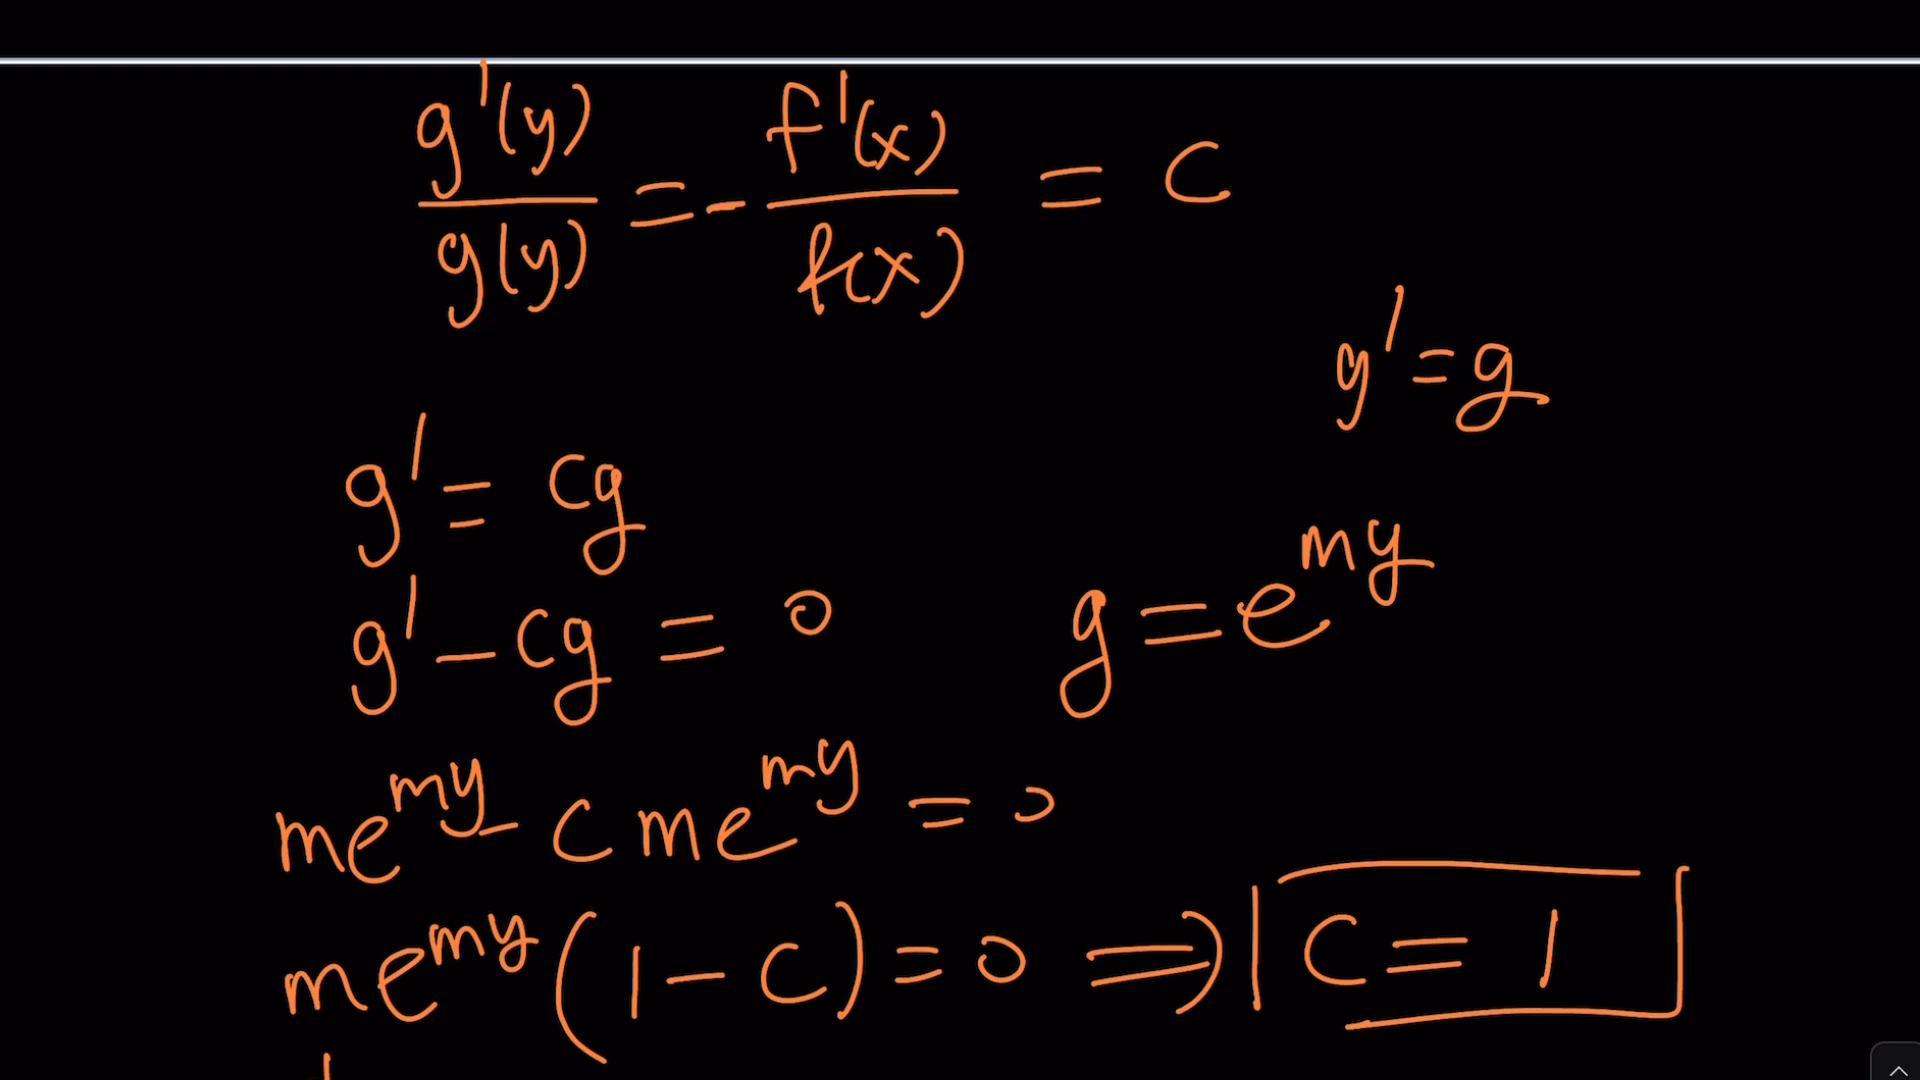 g'(y)/g(y) = - f'(x)/f(x) = C
g' = g
g' = cg
g' - cg = 0
g = e^my
me^my - cme^my = 0
me^my (1 - c) = 0 ⇒ C = 1